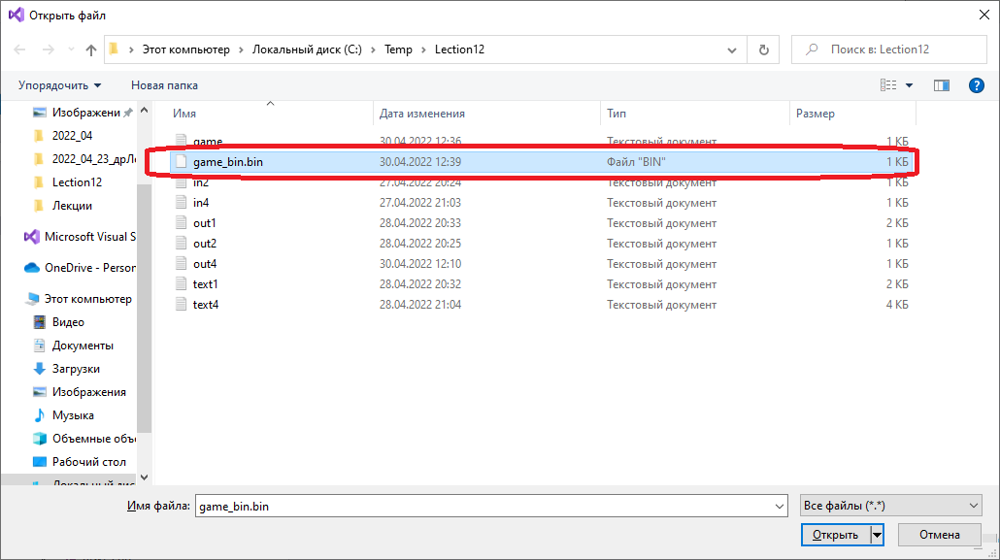 Открыть файл
Этот компьютер > Локальный диск (C:) > Temp > Lection12
Поиск в: Lection12
Упорядочить Новая папка
Изображени
2022_04
2022_04_23_дрЛе
Lection12
Лекции
Microsoft Visual S
OneDrive - Person
Этот компьютер
Видео
Документы
Загрузки
Изображения
Музыка
Объемные объ
Рабочий стол
Локальный дис
Имя Дата изменения Тип Размер
game 30.04.2022 12:36 Текстовый документ 1 КБ
game_bin.bin 30.04.2022 12:39 Файл "BIN" 1 КБ
in2 27.04.2022 20:24 Текстовый документ 1 КБ
in4 27.04.2022 21:03 Текстовый документ 1 КБ
out1 28.04.2022 20:33 Текстовый документ 2 КБ
out2 28.04.2022 20:25 Текстовый документ 1 КБ
out4 30.04.2022 12:10 Текстовый документ 1 КБ
text1 28.04.2022 20:32 Текстовый документ 2 КБ
text4 28.04.2022 21:04 Текстовый документ 4 КБ
Имя файла: game_bin.bin Все файлы (*.*)
Открыть Отмена